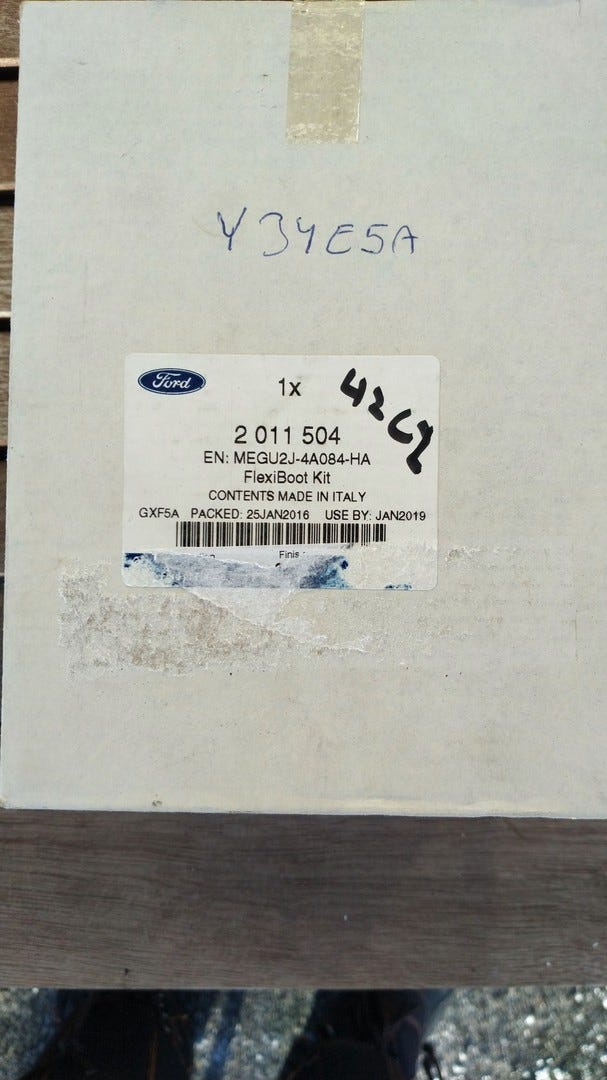 Y34E5A
Ford
1x
2 011 504
EN: MEGU2J-4A084-HA
FlexiBoot Kit
CONTENTS MADE IN ITALY
GXF5A PACKED: 25JAN2016 USE BY: JAN2019
Finis